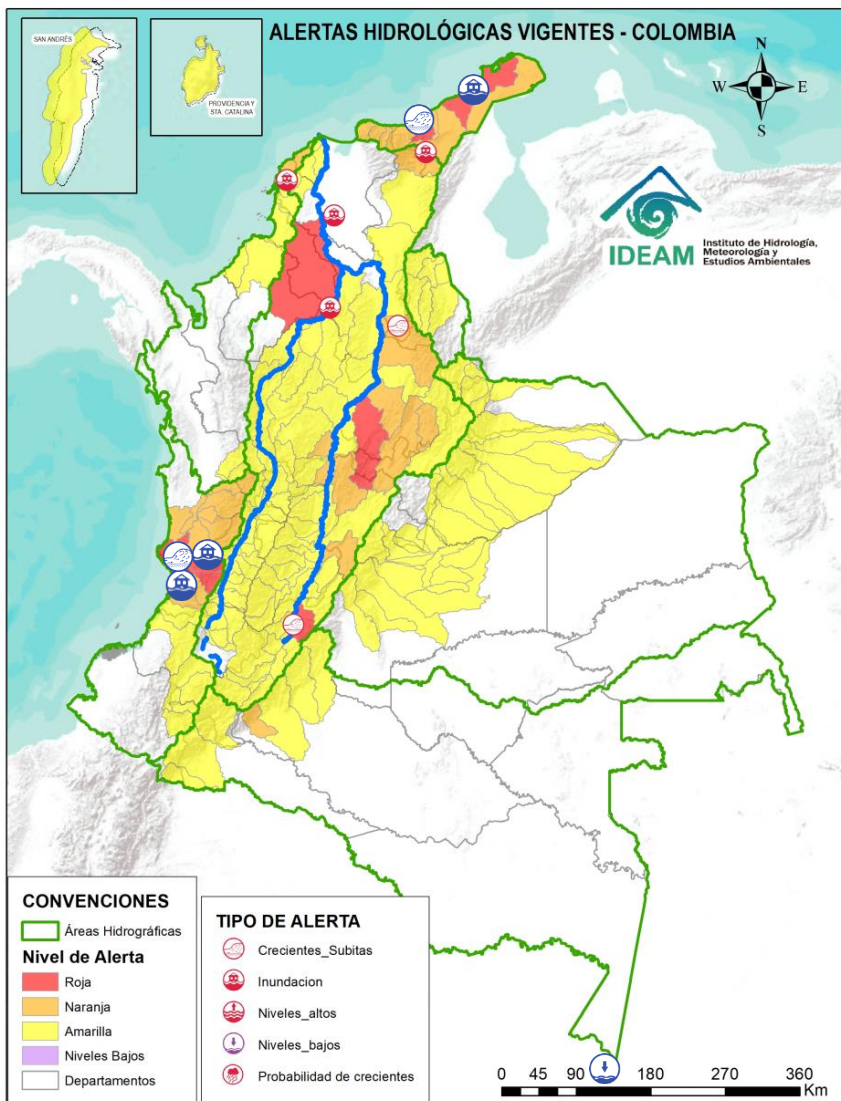 ALERTAS HIDROLÓGICAS VIGENTES - COLOMBIA
SAN ANDRÉS
PROVIDENCIA Y
STA. CATALINA
N
W
E
S
IDEAM
Instituto de Hidrología,
Meteorología y
Estudios Ambientales
CONVENCIONES
Áreas Hidrográficas
Nivel de Alerta
Roja
Naranja
Amarilla
Niveles Bajos
Departamentos
TIPO DE ALERTA
Crecientes_Subitas
Inundacion
Niveles_altos
Niveles_bajos
Probabilidad de crecientes
0 45 90 180 270 360
Km